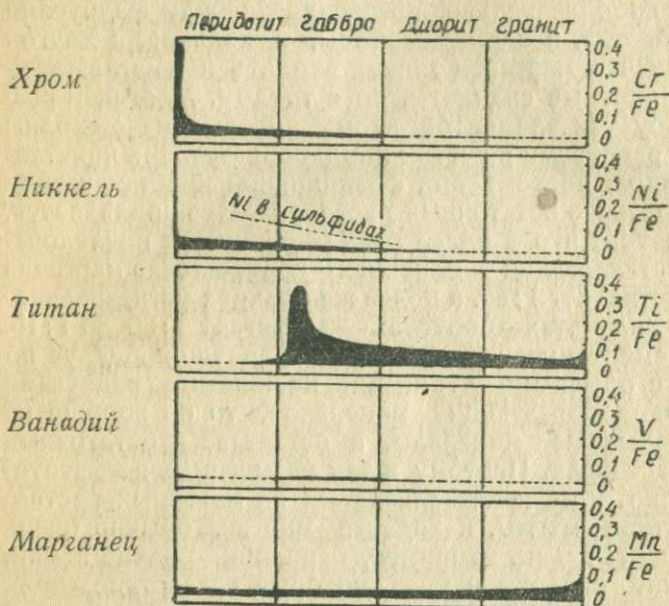 Перидотит Габбро Диорит Гранит
Хром
0,4
0,3
0,2
0,1
0
Cr
Fe
Никкель
Ni в сульфидах
0,4
0,3
0,2
0,1
0
Ni
Fe
Титан
0,4
0,3
0,2
0,1
0
Ti
Fe
Ванадий
0,4
0,3
0,2
0,1
0
V
Fe
Марганец
0,4
0,3
0,2
0,1
0
Mn
Fe